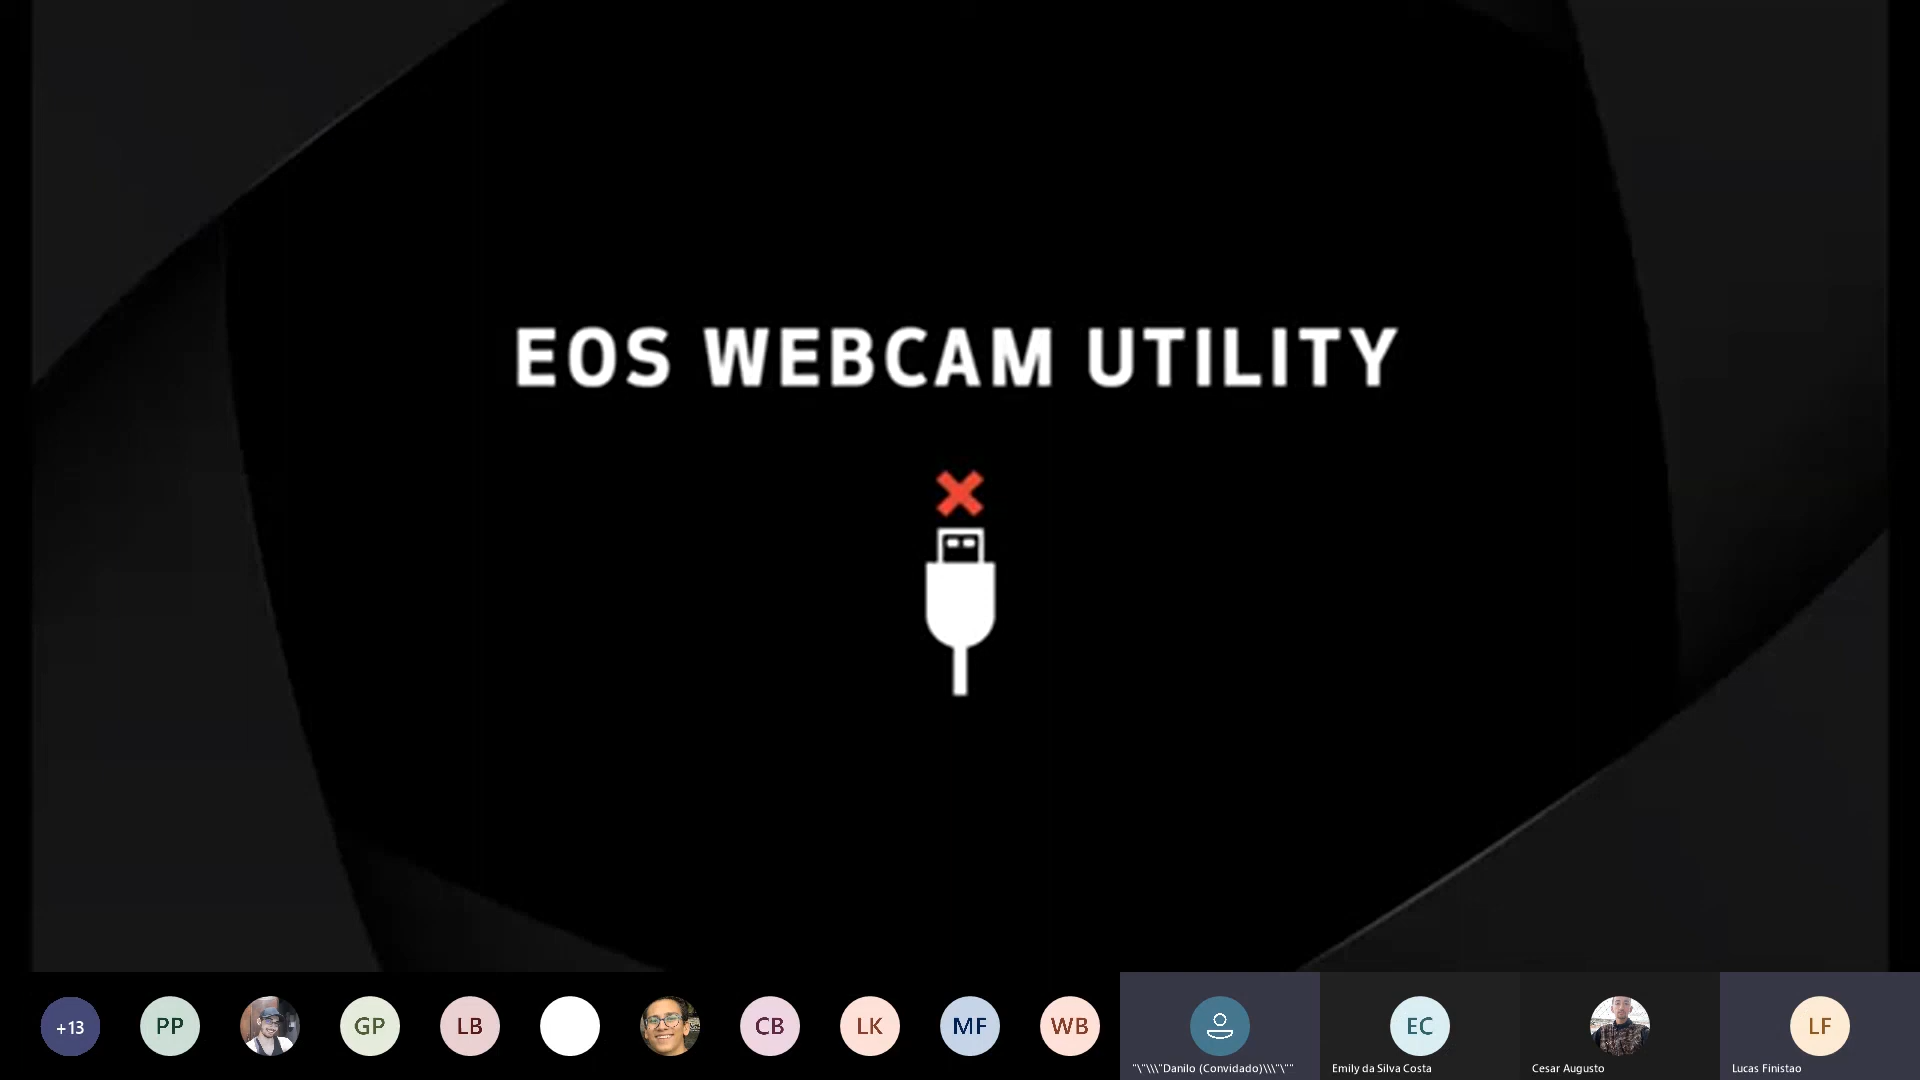 EOS WEBCAM UTILITY
+13
PP
GP
LB
CB
LK
MF
WB
EC
LF
"\"\\\"Danilo (Convidado)\\\"\""
Emily da Silva Costa
Cesar Augusto
Lucas Finistao